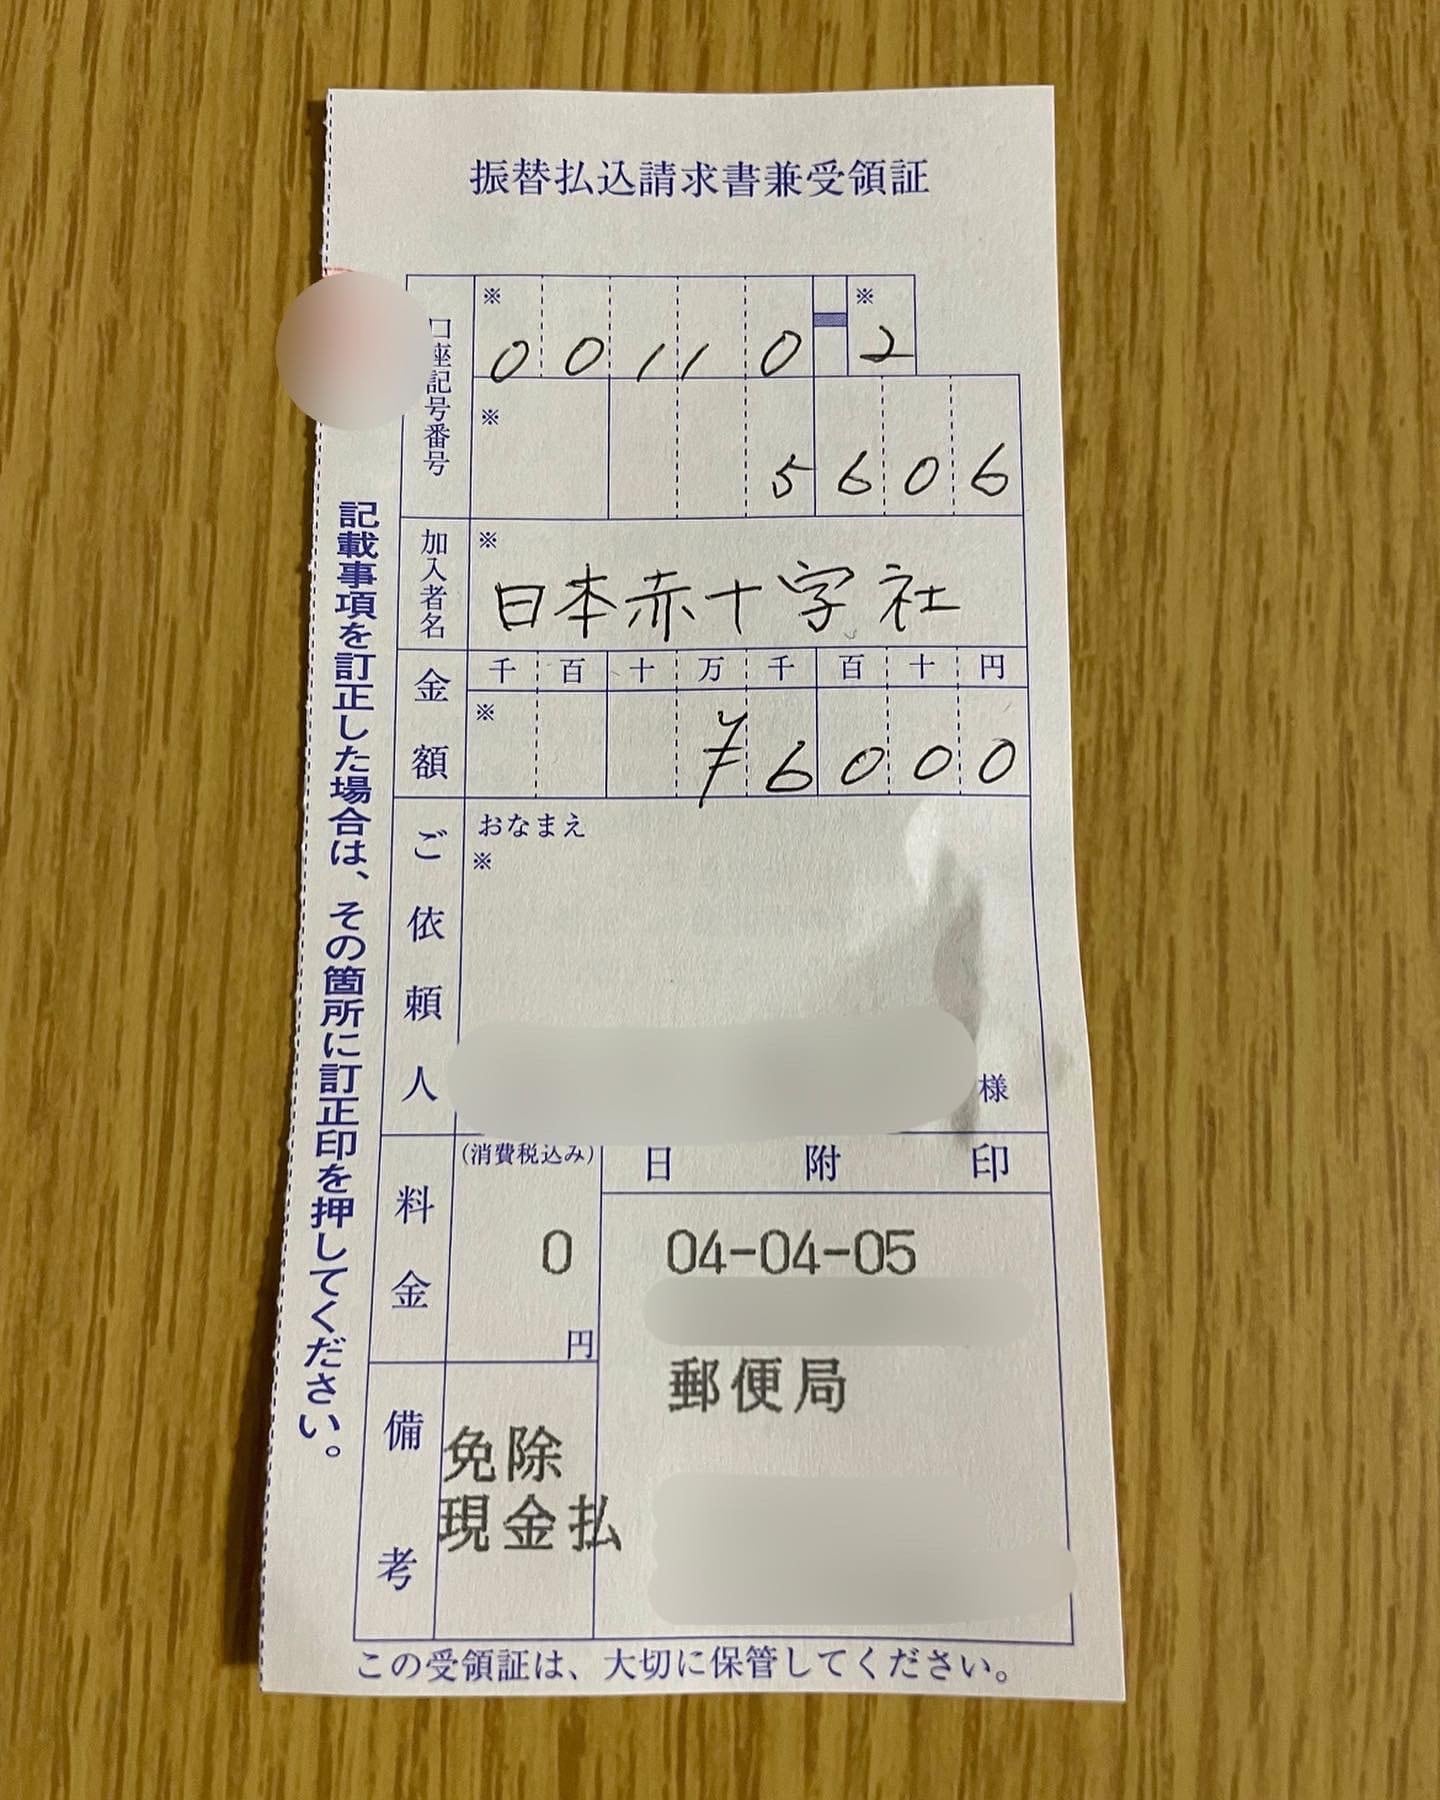 振替払込請求書兼受領証
口座記号番号
※ ※
00110-2
※
5606
加入者名
※
日本赤十字社
金額
千 百 十 万 千 百 十 円
※
¥6000
ご依頼人
おなまえ
※
様
料金
(消費税込み)
0
円
日附印
04-04-05
郵便局
備考
免除
現金払
記載事項を訂正した場合は、その箇所に訂正印を押してください。
この受領証は、大切に保管してください。